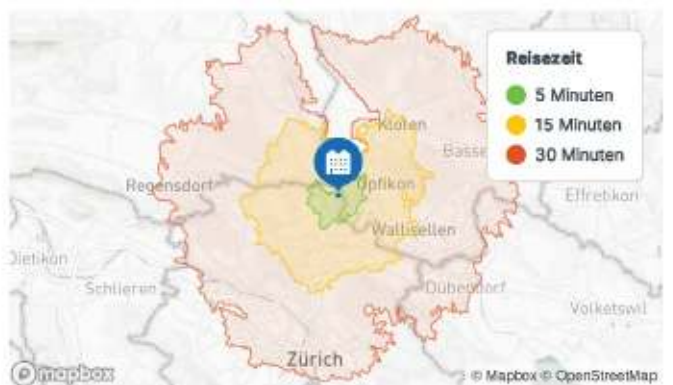 Reisezeit
5 Minuten
15 Minuten
30 Minuten
Kloten
Basse
Regensdorf
Opfikon
Effretikon
Wallisellen
Dietikon
Schlieren
Dübendorf
Volketswil
Zürich
mapbox
© Mapbox © OpenStreetMap